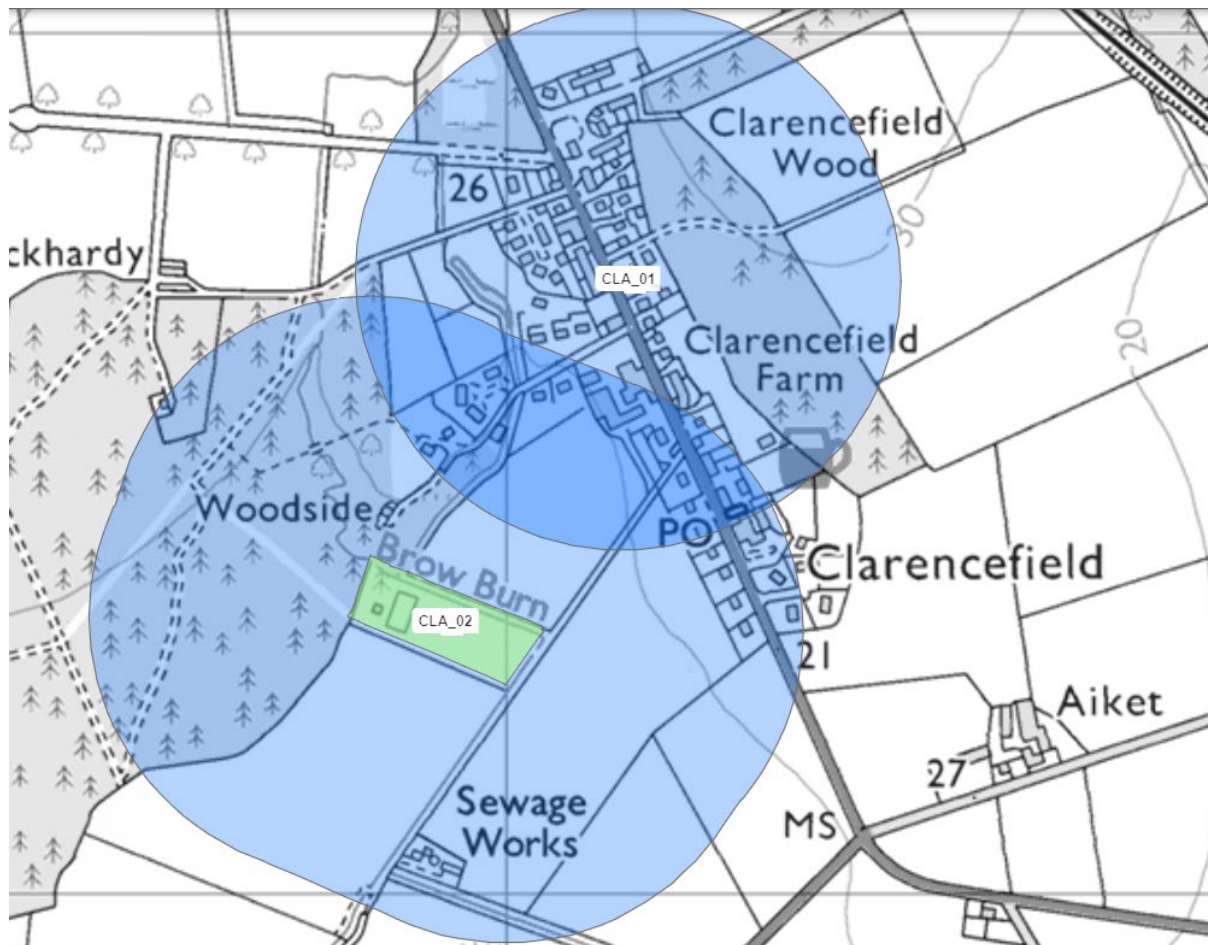 Clarencefield
Wood
26
30
ckhardy
CLA_01
20
Clarencefield
Farm
Woodside
PO
Brow Burn
Clarencefield
CLA_02
21
Aiket
27
Sewage
Works
MS